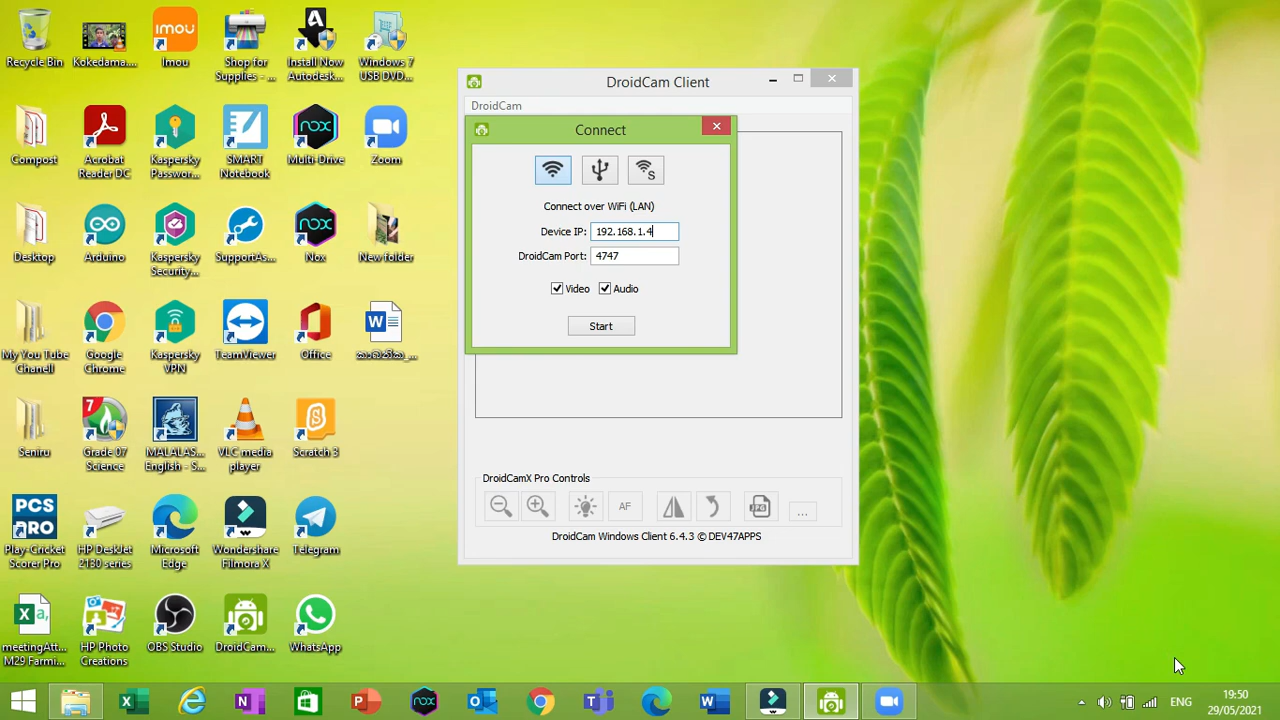 Recycle Bin
Kokedama....
imou
Imou
Shop for
Supplies - ...
Install Now
Autodesk...
Windows 7
USB DVD...
Compost
Acrobat
Reader DC
Kaspersky
Passwor...
SMART
Notebook
nox
Multi-Drive
Zoom
Desktop
Arduino
Kaspersky
Security...
SupportAs...
nox
Nox
New folder
My You Tube
Chanell
Google
Chrome
Kaspersky
VPN
TeamViewer
Office
W
Seniru
7
Grade 07
Science
MALALAS...
English - S...
VLC media
player
Scratch 3
PCS
PRO
Play-Cricket
Scorer Pro
HP DeskJet
2130 series
Microsoft
Edge
Wondershare
Filmora X
Telegram
meetingAtt...
M29 Farmi...
HP Photo
Creations
OBS Studio
DroidCam...
WhatsApp
DroidCam Client
DroidCam
Connect
Connect over WiFi (LAN)
Device IP: 192.168.1.4
DroidCam Port: 4747
Video Audio
Start
DroidCamX Pro Controls
AF
JPG
...
DroidCam Windows Client 6.4.3 © DEV47APPS
ENG
19:50
29/05/2021